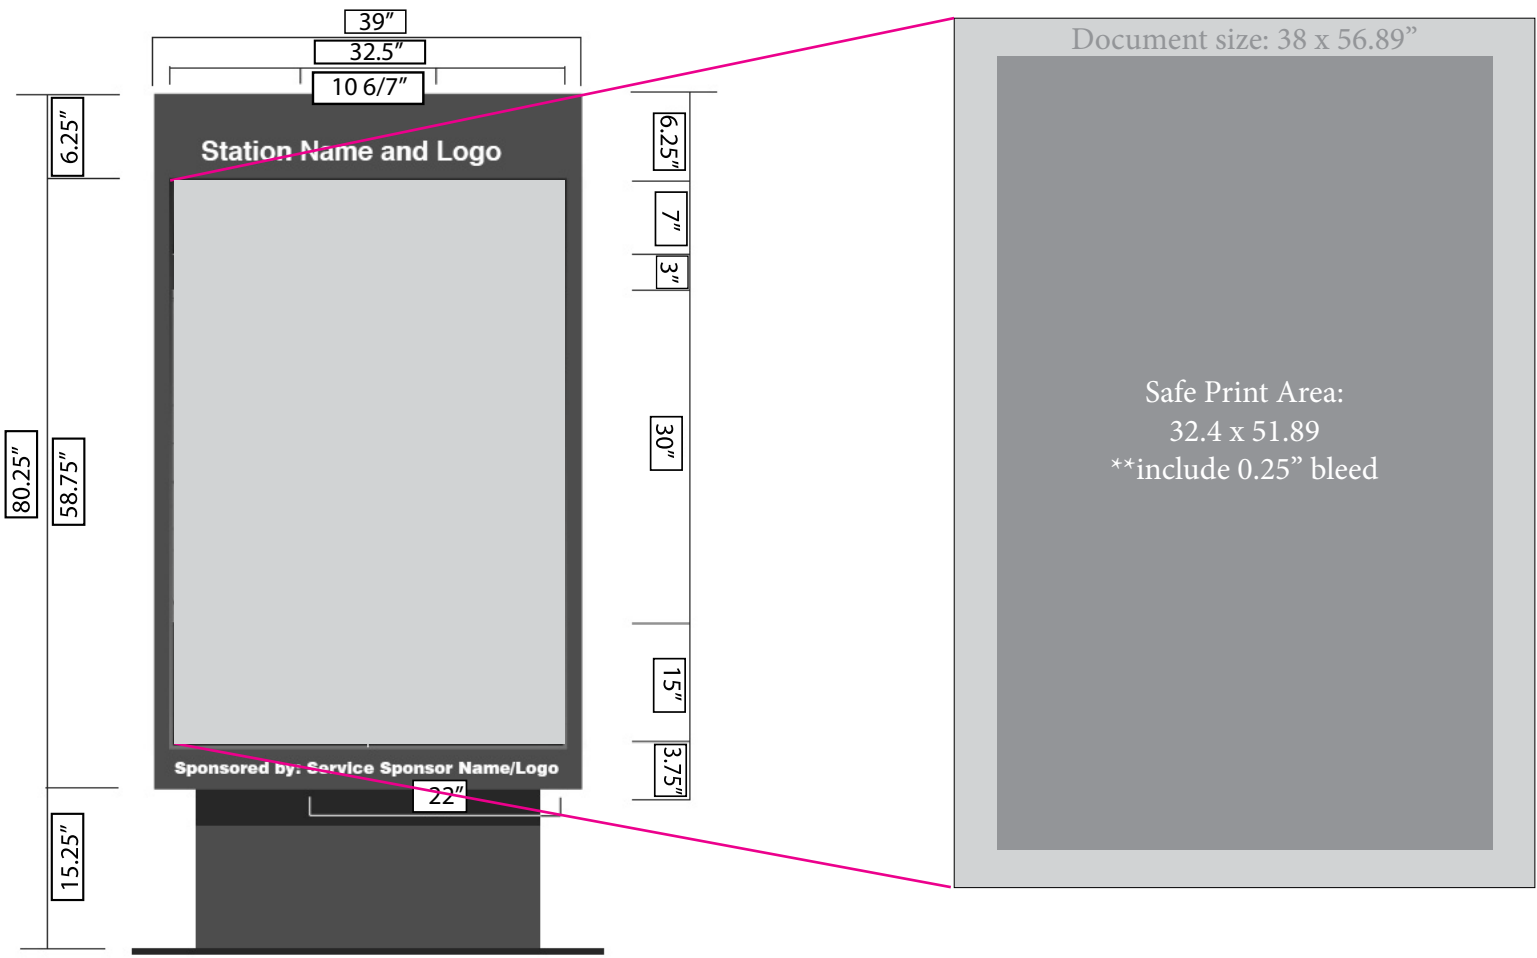 39”
32.5”
10 6/7”
Document size: 38 x 56.89”
6.25”
6.25”
Station Name and Logo
7”
3”
Safe Print Area:
32.4 x 51.89
**include 0.25” bleed
30”
80.25”
58.75”
15”
3.75”
Sponsored by: Service Sponsor Name/Logo
22”
15.25”